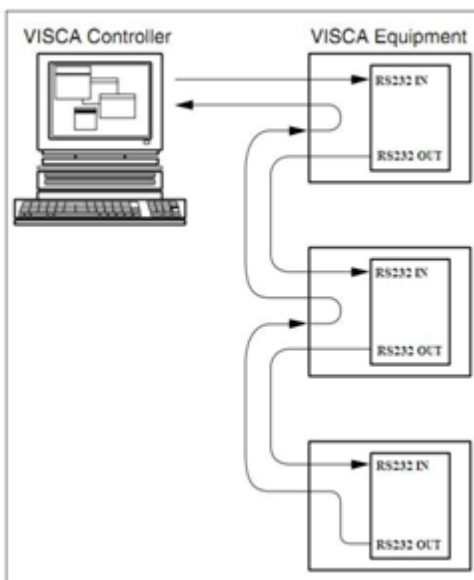 VISCA Controller
VISCA Equipment
RS232 IN
RS232 OUT
RS232 IN
RS232 OUT
RS232 IN
RS232 OUT